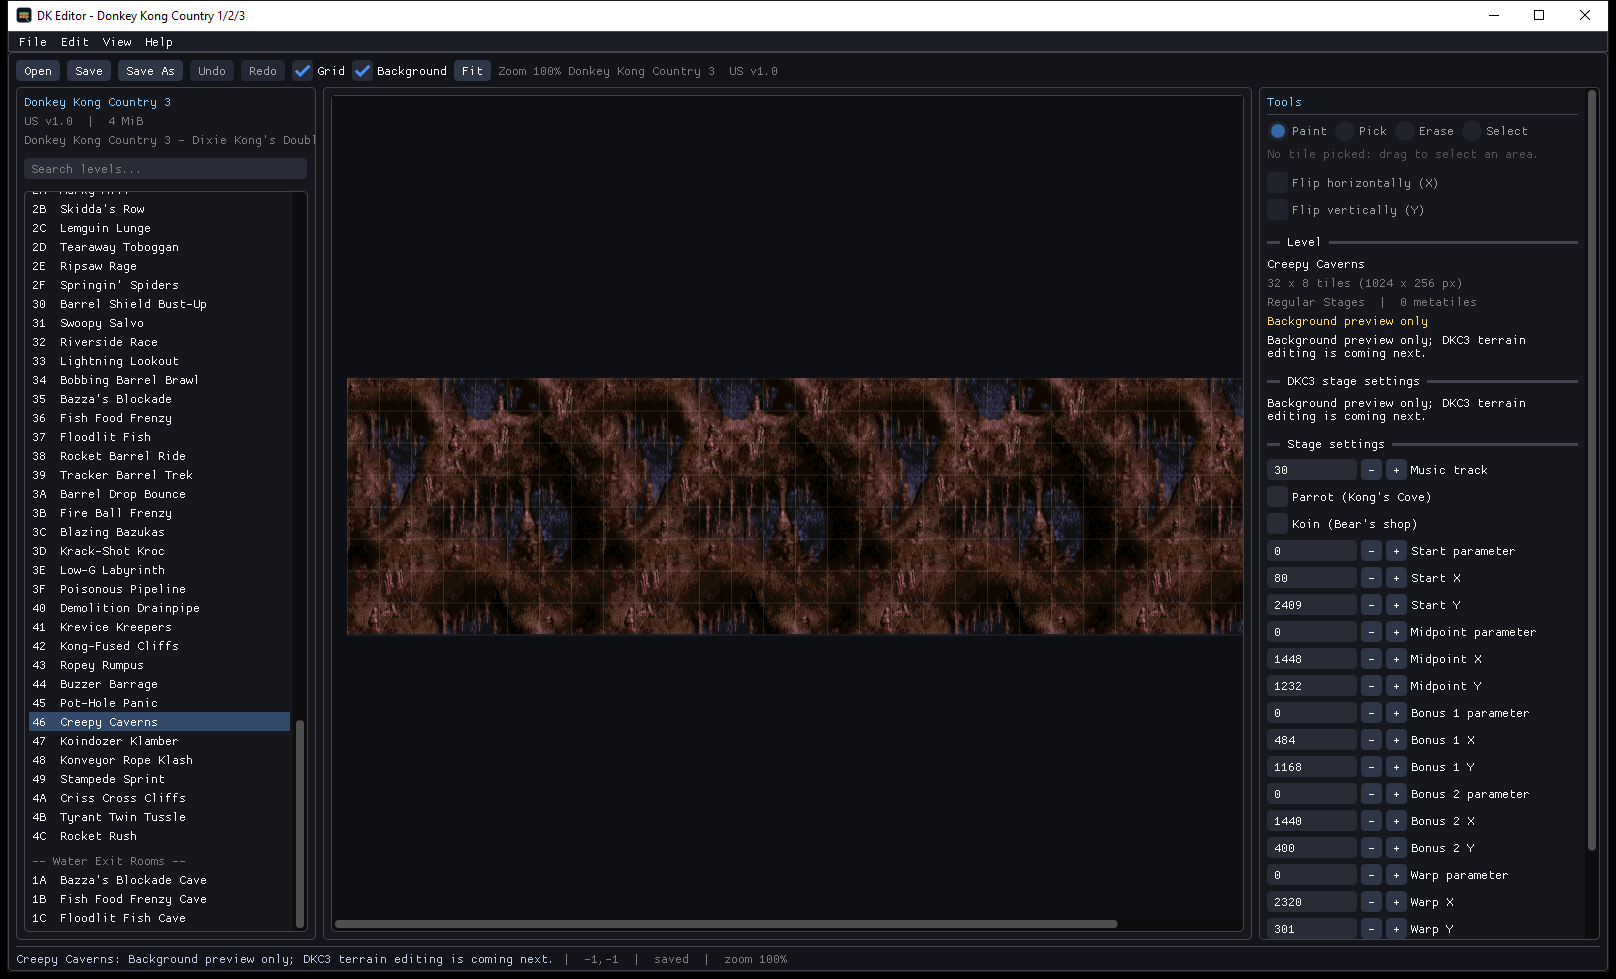 DK Editor - Donkey Kong Country 1/2/3
File Edit View Help
Open Save Save As Undo Redo Grid Background Fit Zoom 100% Donkey Kong Country 3 US v1.0
Donkey Kong Country 3
US v1.0 | 4 MiB
Donkey Kong Country 3 - Dixie Kong's Doubl
Search levels...
2B Skidda's Row
2C Lemguin Lunge
2D Tearaway Toboggan
2E Ripsaw Rage
2F Springin' Spiders
30 Barrel Shield Bust-Up
31 Swoopy Salvo
32 Riverside Race
33 Lightning Lookout
34 Bobbing Barrel Brawl
35 Bazza's Blockade
36 Fish Food Frenzy
37 Floodlit Fish
38 Rocket Barrel Ride
39 Tracker Barrel Trek
3A Barrel Drop Bounce
3B Fire Ball Frenzy
3C Blazing Bazukas
3D Krack-Shot Kroc
3E Low-G Labyrinth
3F Poisonous Pipeline
40 Demolition Drainpipe
41 Krevice Kreepers
42 Kong-Fused Cliffs
43 Ropey Rumpus
44 Buzzer Barrage
45 Pot-Hole Panic
46 Creepy Caverns
47 Koindozer Klamber
48 Konveyor Rope Klash
49 Stampede Sprint
4A Criss Cross Cliffs
4B Tyrant Twin Tussle
4C Rocket Rush
-- Water Exit Rooms --
1A Bazza's Blockade Cave
1B Fish Food Frenzy Cave
1C Floodlit Fish Cave
Tools
Paint Pick Erase Select
No tile picked: drag to select an area.
Flip horizontally (X)
Flip vertically (Y)
Level
Creepy Caverns
32 x 8 tiles (1024 x 256 px)
Regular Stages | 0 metatiles
Background preview only
Background preview only; DKC3 terrain
editing is coming next.
DKC3 stage settings
Background preview only; DKC3 terrain
editing is coming next.
Stage settings
30 - + Music track
Parrot (Kong's Cove)
Koin (Bear's shop)
0 - + Start parameter
80 - + Start X
2409 - + Start Y
0 - + Midpoint parameter
1448 - + Midpoint X
1232 - + Midpoint Y
0 - + Bonus 1 parameter
484 - + Bonus 1 X
1168 - + Bonus 1 Y
0 - + Bonus 2 parameter
1440 - + Bonus 2 X
400 - + Bonus 2 Y
0 - + Warp parameter
2320 - + Warp X
301 - + Warp Y
Creepy Caverns: Background preview only; DKC3 terrain editing is coming next. | -1,-1 | saved | zoom 100%